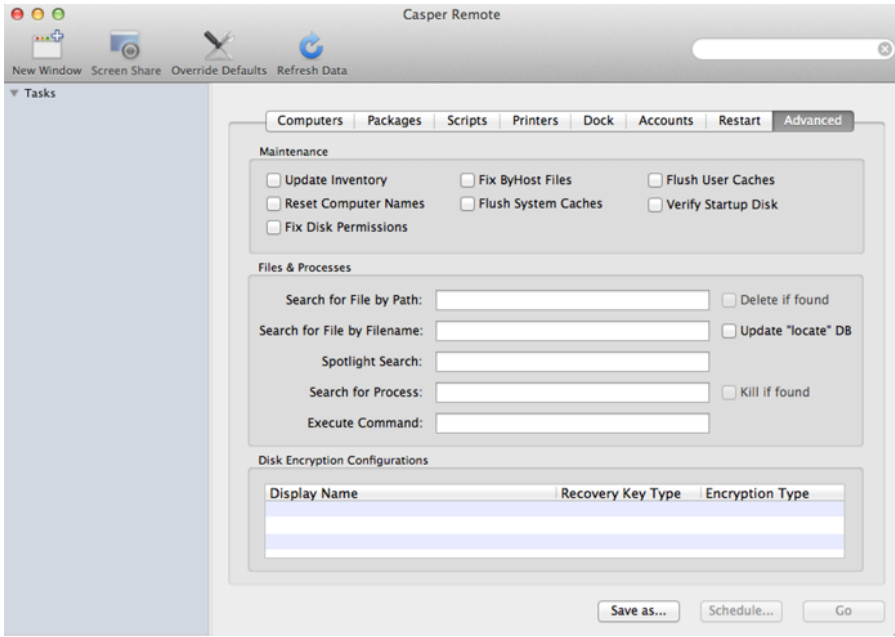 Casper Remote
New Window Screen Share Override Defaults Refresh Data
Tasks
Computers Packages Scripts Printers Dock Accounts Restart Advanced
Maintenance
Update Inventory Fix ByHost Files Flush User Caches
Reset Computer Names Flush System Caches Verify Startup Disk
Fix Disk Permissions
Files & Processes
Search for File by Path: Delete if found
Search for File by Filename: Update "locate" DB
Spotlight Search:
Search for Process: Kill if found
Execute Command:
Disk Encryption Configurations
Display Name Recovery Key Type Encryption Type
Save as... Schedule... Go